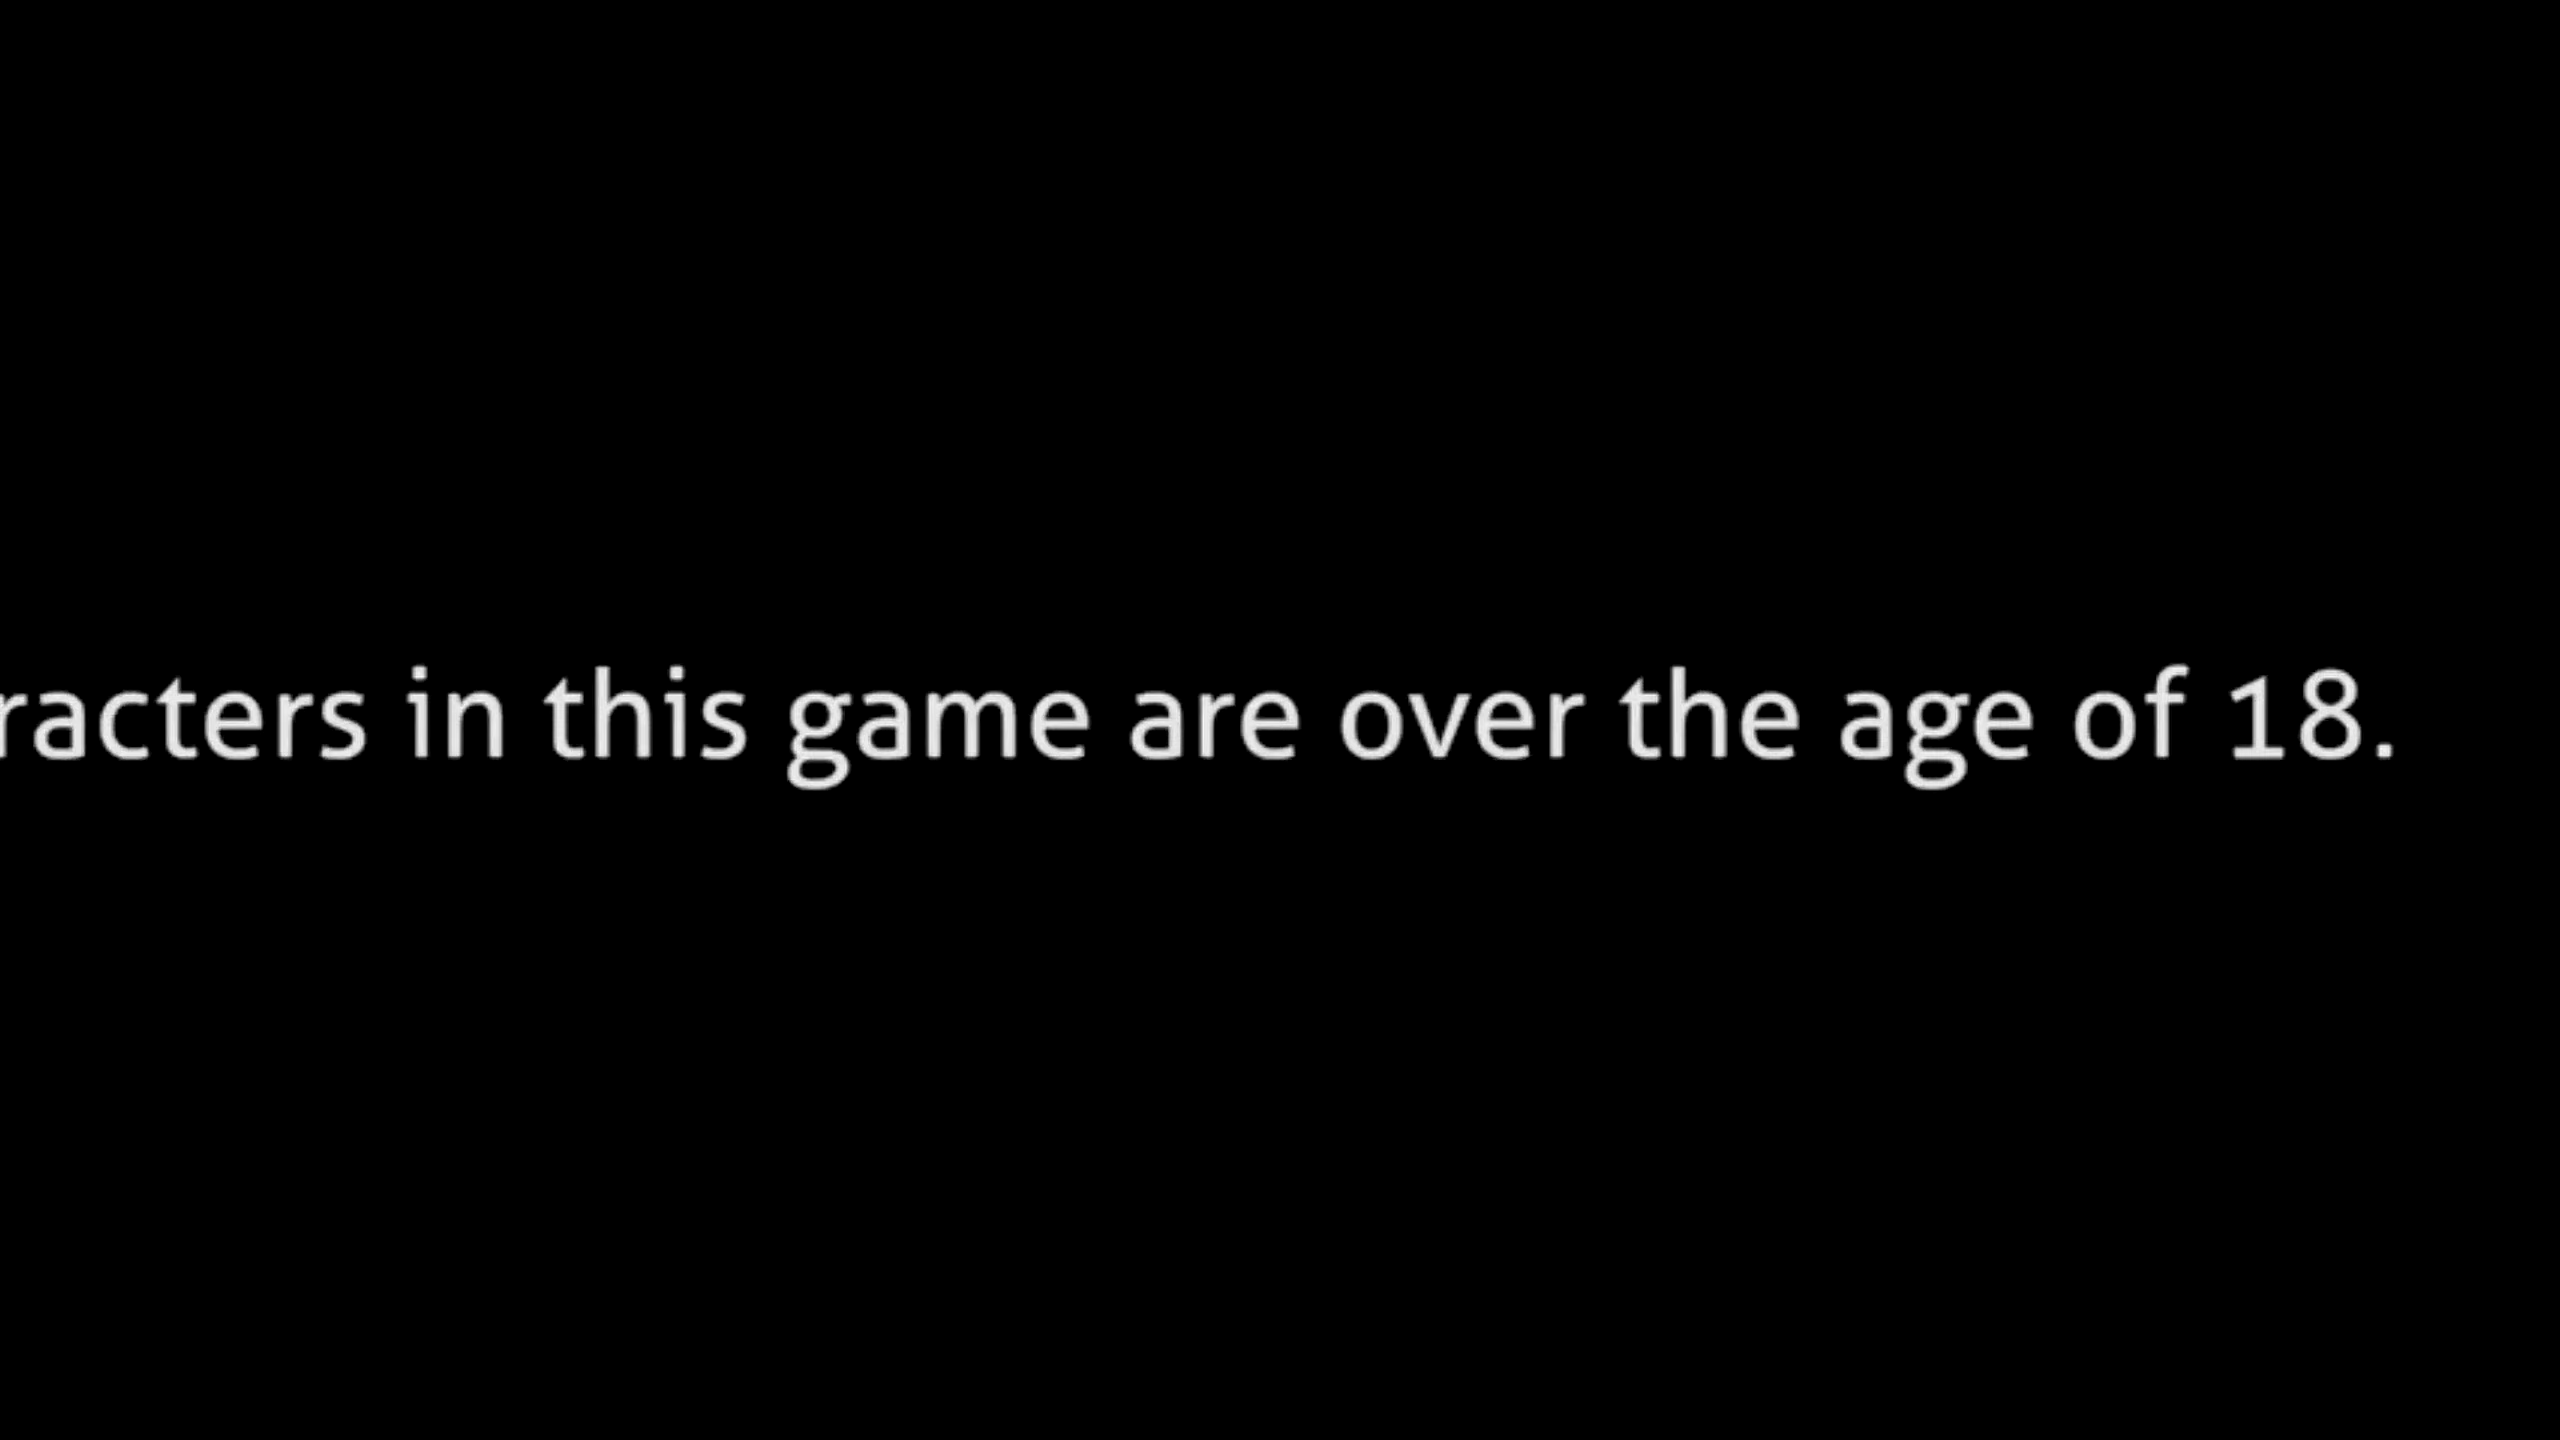 racters in this game are over the age of 18.